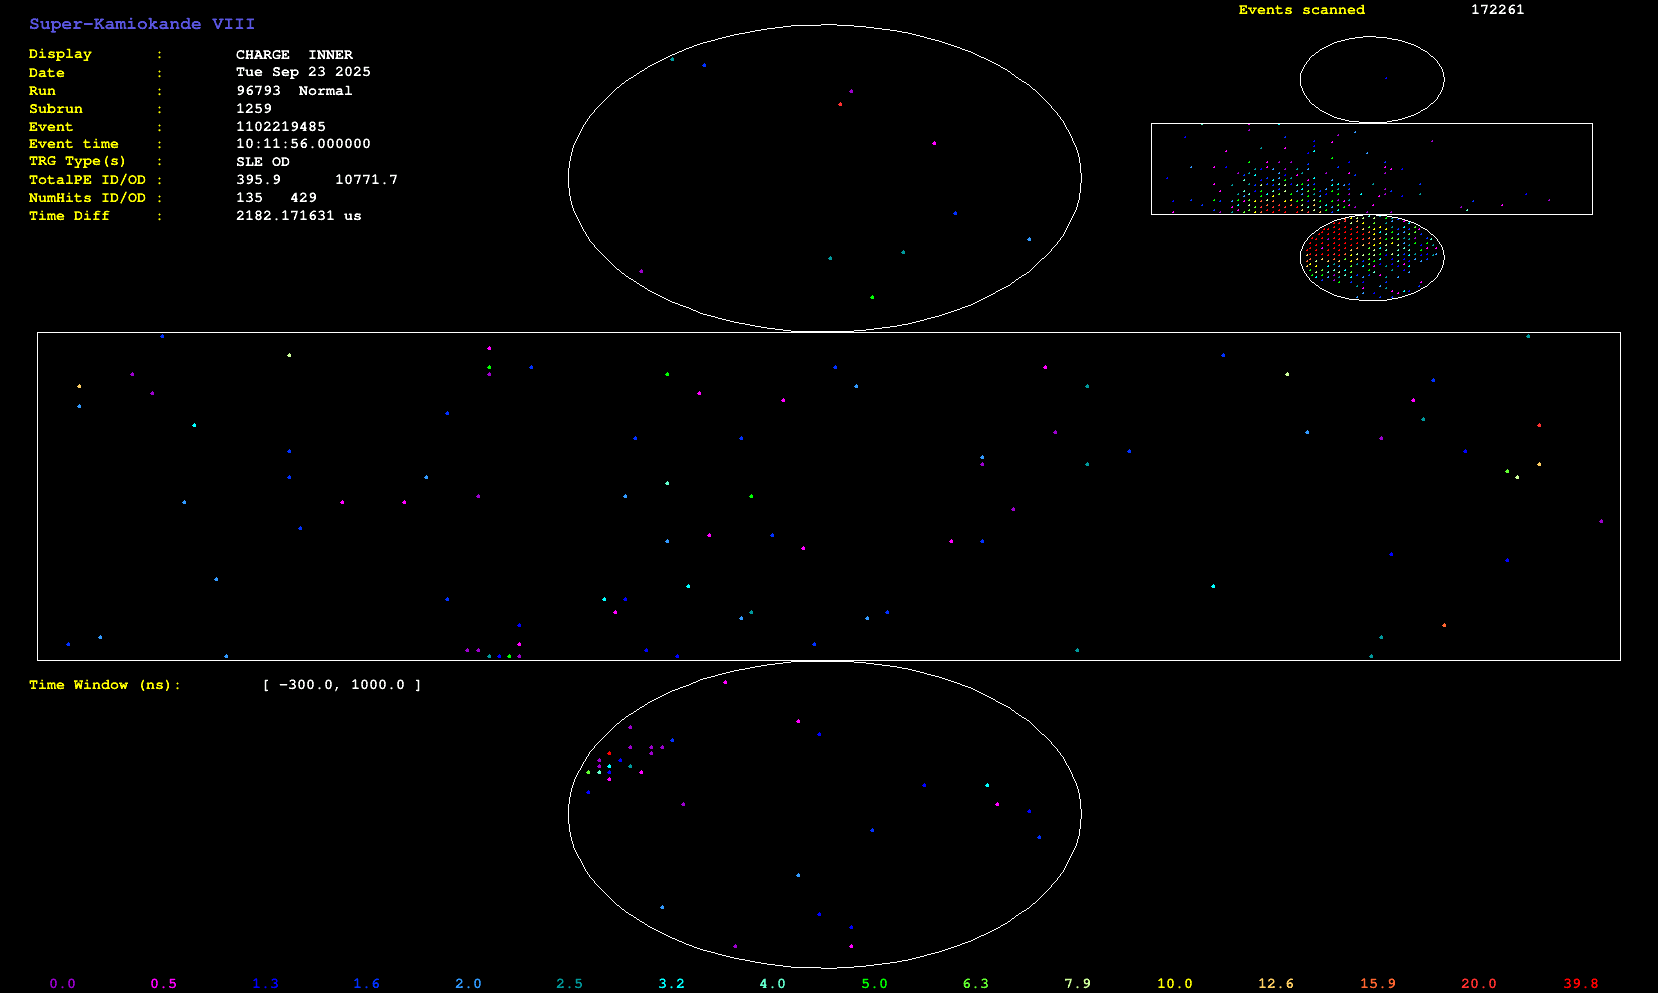 Super-Kamiokande VIII
Events scanned 172261
Display : CHARGE INNER
Date : Tue Sep 23 2025
Run : 96793 Normal
Subrun : 1259
Event : 1102219485
Event time : 10:11:56.000000
TRG Type(s) : SLE OD
TotalPE ID/OD : 395.9 10771.7
NumHits ID/OD : 135 429
Time Diff : 2182.171631 us
Time Window (ns): [ -300.0, 1000.0 ]
0.0 0.5 1.3 1.6 2.0 2.5 3.2 4.0 5.0 6.3 7.9 10.0 12.6 15.9 20.0 39.8